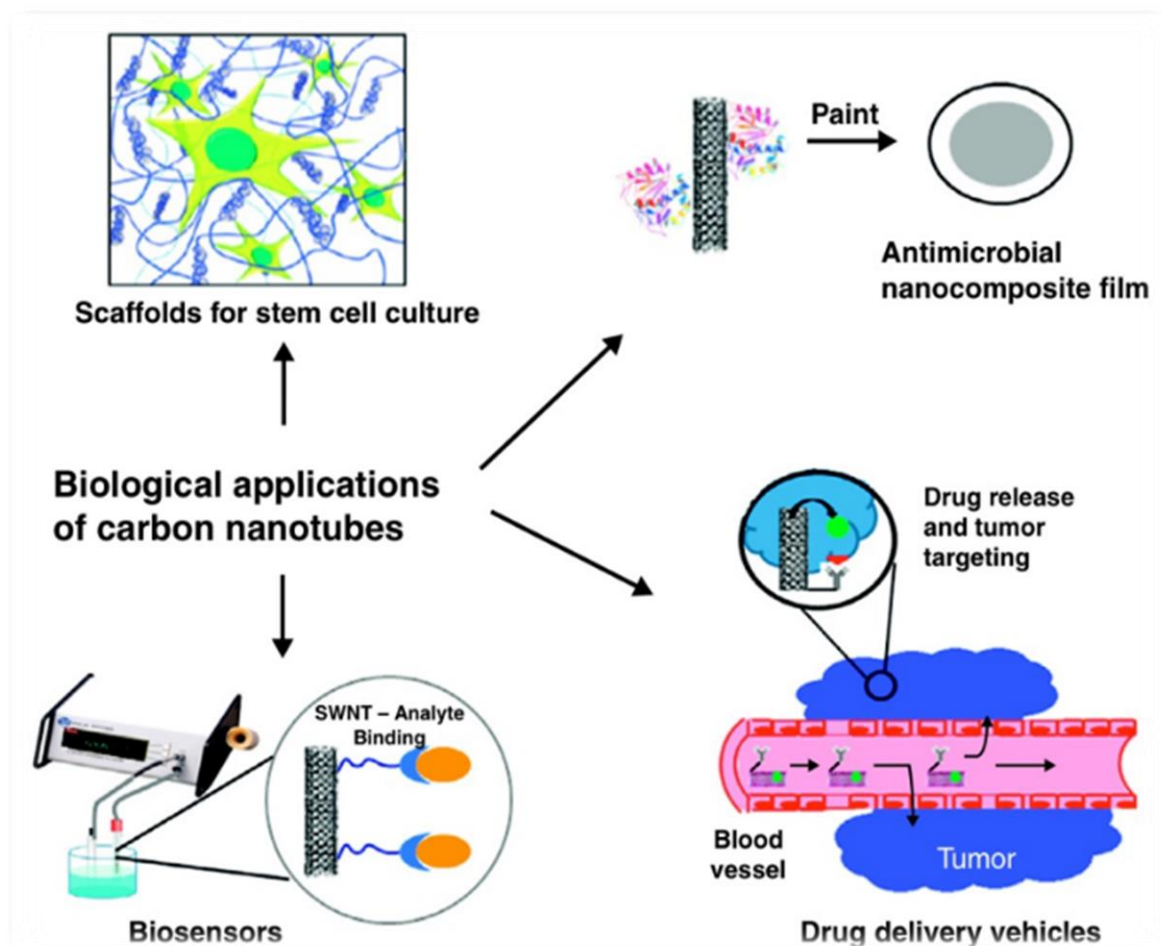 Scaffolds for stem cell culture
Paint
Antimicrobial
nanocomposite film
Biological applications
of carbon nanotubes
Drug release
and tumor
targeting
SWNT – Analyte
Binding
Biosensors
Blood
vessel
Tumor
Drug delivery vehicles